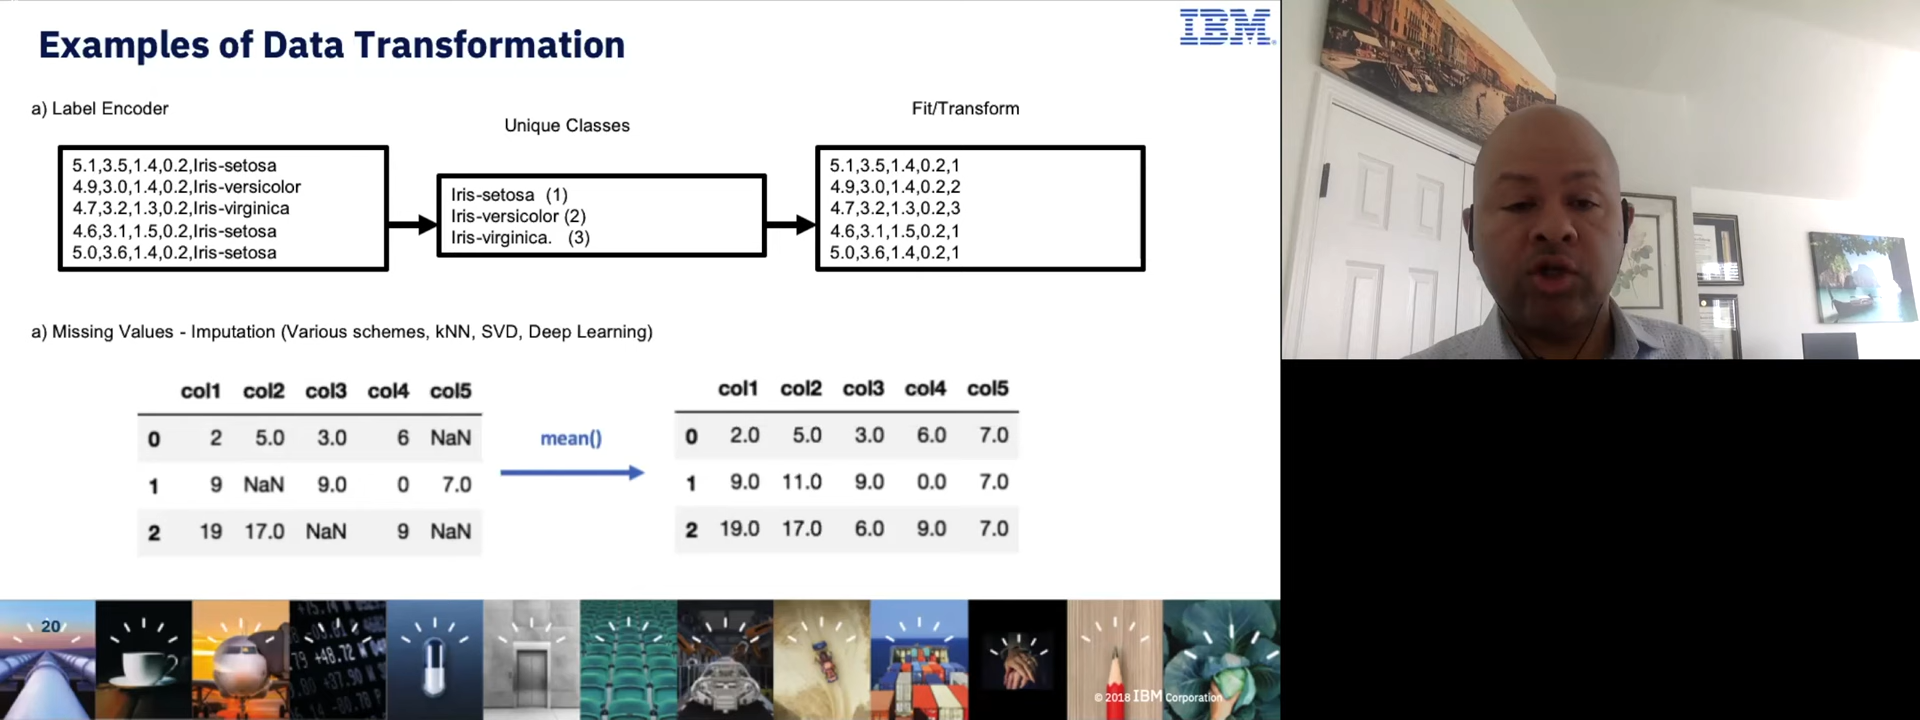 Examples of Data Transformation
IBM
a) Label Encoder
Unique Classes
Fit/Transform
5.1,3.5,1.4,0.2,Iris-setosa
4.9,3.0,1.4,0.2,Iris-versicolor
4.7,3.2,1.3,0.2,Iris-virginica
4.6,3.1,1.5,0.2,Iris-setosa
5.0,3.6,1.4,0.2,Iris-setosa
Iris-setosa (1)
Iris-versicolor (2)
Iris-virginica. (3)
5.1,3.5,1.4,0.2,1
4.9,3.0,1.4,0.2,2
4.7,3.2,1.3,0.2,3
4.6,3.1,1.5,0.2,1
5.0,3.6,1.4,0.2,1
a) Missing Values - Imputation (Various schemes, kNN, SVD, Deep Learning)
col1 col2 col3 col4 col5
0 2 5.0 3.0 6 NaN
1 9 NaN 9.0 0 7.0
2 19 17.0 NaN 9 NaN
mean()
col1 col2 col3 col4 col5
0 2.0 5.0 3.0 6.0 7.0
1 9.0 11.0 9.0 0.0 7.0
2 19.0 17.0 6.0 9.0 7.0
20
+48.72
© 2018 IBM Corporation